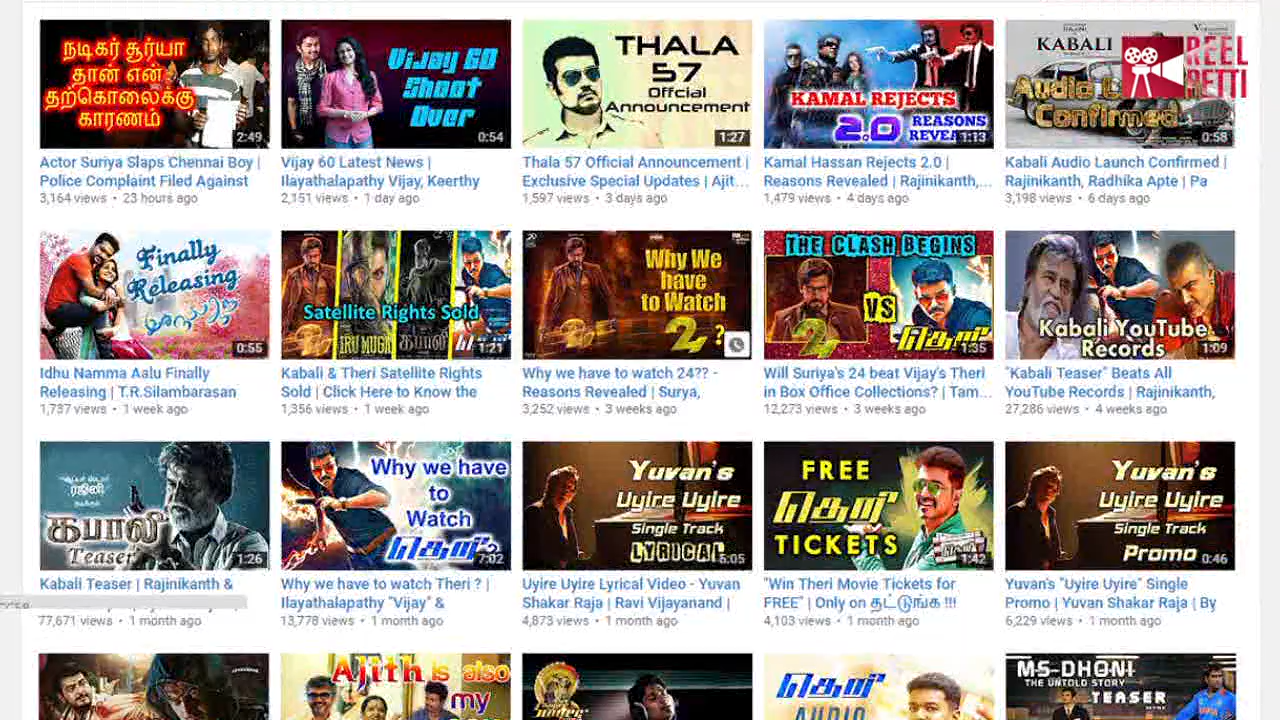 நடிகர் சூர்யா
தான் என்
தற்கொலைக்கு
காரணம்
2:49
Vijay 60
Shoot
Over
0:54
THALA
57
Offcial
Announcement
1:27
KAMAL REJECTS
2.0 REASONS
1:13
KABALI
Audio
Confirmed
0:58
REEL
PETTI
Actor Suriya Slaps Chennai Boy |
Police Complaint Filed Against
3,164 views • 23 hours ago
Vijay 60 Latest News |
Ilayathalapathy Vijay, Keerthy
2,151 views • 1 day ago
Thala 57 Official Announcement |
Exclusive Special Updates | Ajit...
1,597 views • 3 days ago
Kamal Hassan Rejects 2.0 |
Reasons Revealed | Rajinikanth,...
1,479 views • 4 days ago
Kabali Audio Launch Confirmed |
Rajinikanth, Radhika Apte | Pa
3,198 views • 6 days ago
Finally
Releasing
0:55
Satellite Rights Sold
24
IRU MUGAN
கபாலி
1:21
Why We
have
to Watch
24 ?
THE CLASH BEGINS
24
VS
தெறி
1:35
Kabali YouTube
Records
1:09
Idhu Namma Aalu Finally
Releasing | T.R.Silambarasan
1,737 views • 1 week ago
Kabali & Theri Satellite Rights
Sold | Click Here to Know the
1,356 views • 1 week ago
Why we have to watch 24?? -
Reasons Revealed | Surya,
3,252 views • 3 weeks ago
Will Suriya's 24 beat Vijay's Theri
in Box Office Collections? | Tam...
12,273 views • 3 weeks ago
"Kabali Teaser" Beats All
YouTube Records | Rajinikanth,
27,286 views • 4 weeks ago
ரஜினி
கபாலி
Teaser
1:26
Why we have
to
Watch
தெறி?
7:02
Yuvan's
Uyire Uyire
Single Track
LYRICAL
5:05
FREE
தெறி
TICKETS
1:42
Yuvan's
Uyire Uyire
Single Track
Promo
0:46
Kabali Teaser | Rajinikanth &
77,671 views • 1 month ago
Why we have to watch Theri ? |
Ilayathalapathy "Vijay" &
13,778 views • 1 month ago
Uyire Uyire Lyrical Video - Yuvan
Shakar Raja | Ravi Vijayanand |
4,873 views • 1 month ago
"Win Theri Movie Tickets for
FREE" | Only on தட்டுங்க !!!
4,103 views • 1 month ago
Yuvan's "Uyire Uyire" Single
Promo | Yuvan Shakar Raja | By
6,229 views • 1 month ago
Ajith is also
my
தெறி
AUDIO
MS-DHONI
THE UNTOLD STORY
TEASER